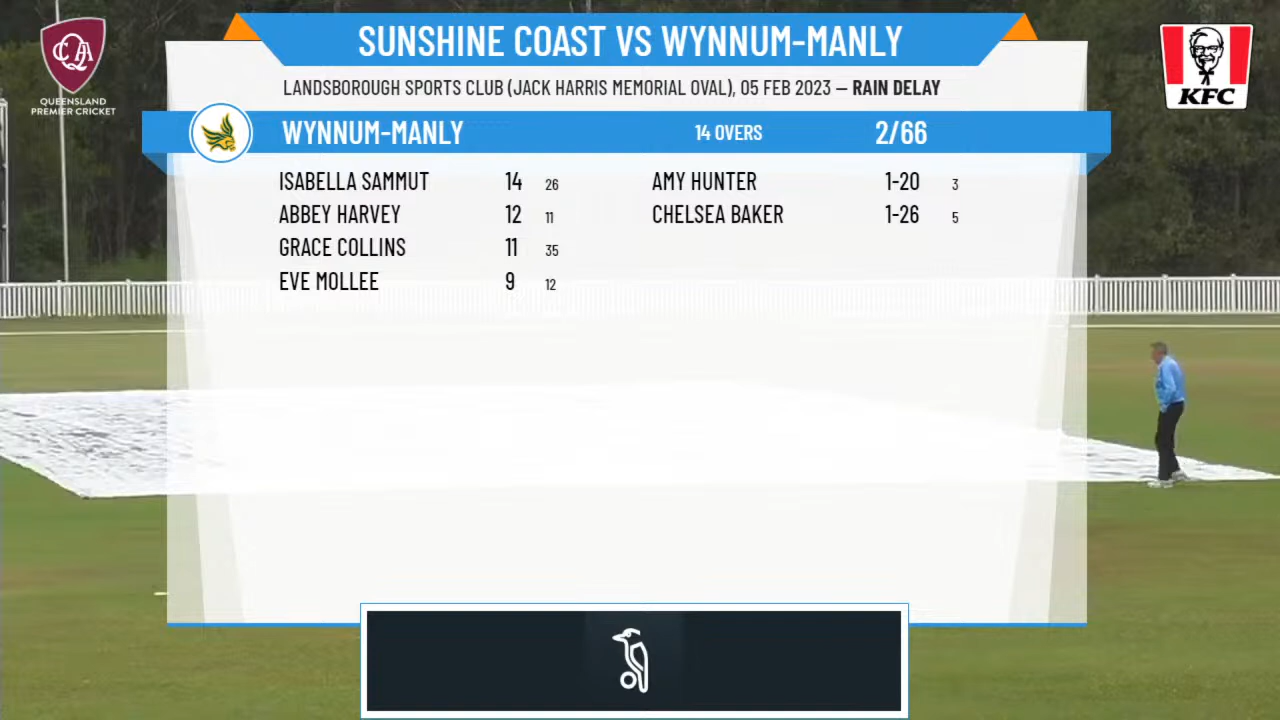 SUNSHINE COAST VS WYNNUM-MANLY
LANDSBOROUGH SPORTS CLUB (JACK HARRIS MEMORIAL OVAL), 05 FEB 2023 – RAIN DELAY
QUEENSLAND
PREMIER CRICKET
KFC
WYNNUM-MANLY 14 OVERS 2/66
ISABELLA SAMMUT 14 26 AMY HUNTER 1-20 3
ABBEY HARVEY 12 11 CHELSEA BAKER 1-26 5
GRACE COLLINS 11 35
EVE MOLLEE 9 12